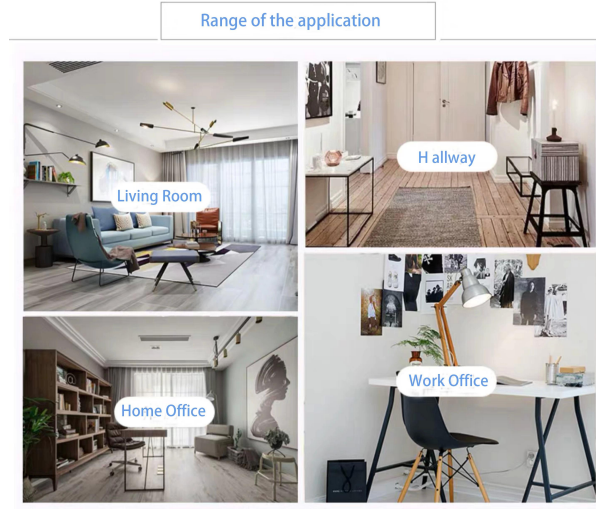 Range of the application
Living Room
H allway
Home Office
Work Office